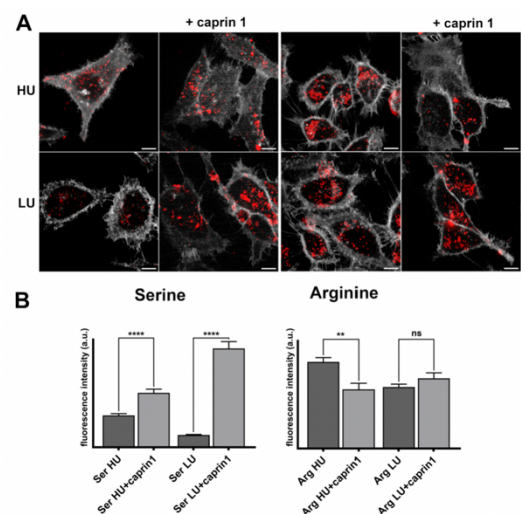 A
+ caprin 1
+ caprin 1
HU
LU
B
Serine
Arginine
fluorescence intensity (a.u.)
****
****
Ser HU
Ser HU+caprin1
Ser LU
Ser LU+caprin1
fluorescence intensity (a.u.)
**
ns
Arg HU
Arg HU+caprin1
Arg LU
Arg LU+caprin1